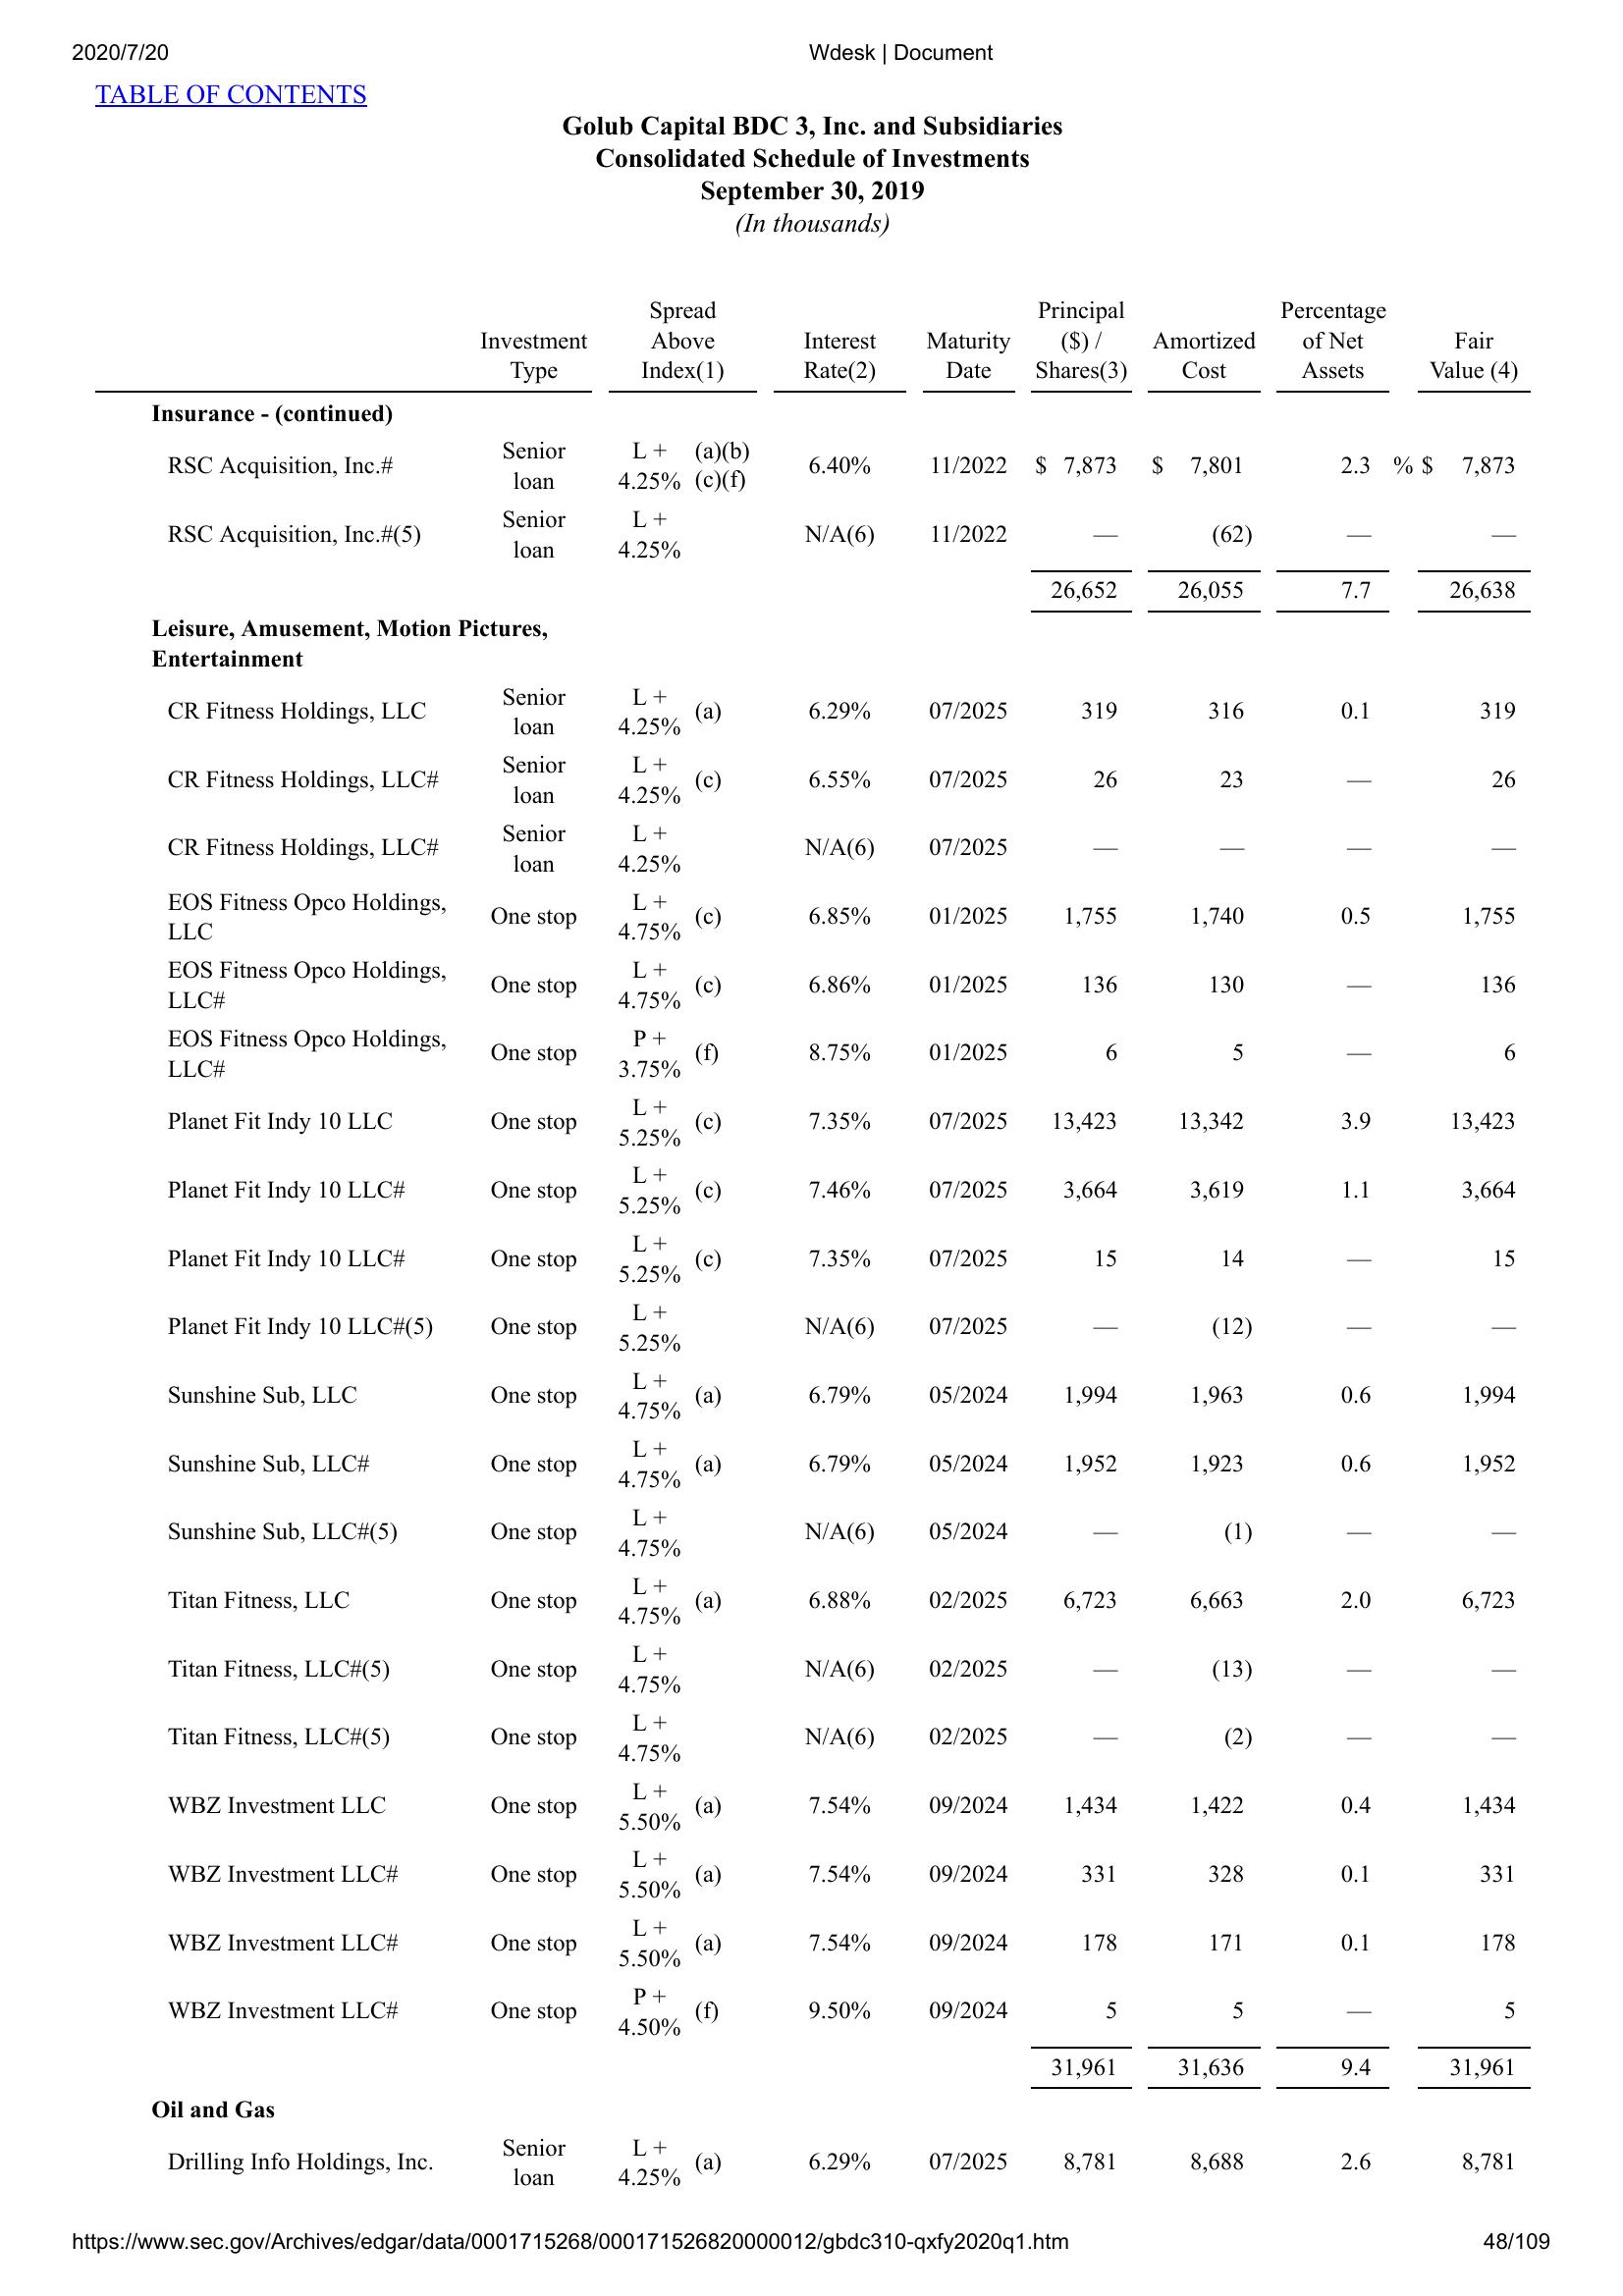 2020/7/20 Wdesk | Document
TABLE OF CONTENTS
Golub Capital BDC 3, Inc. and Subsidiaries
Consolidated Schedule of Investments
September 30, 2019
(In thousands)
Investment Type Spread Above Index(1) Interest Rate(2) Maturity Date Principal ($) / Shares(3) Amortized Cost Percentage of Net Assets Fair Value (4)
Insurance - (continued)
RSC Acquisition, Inc.# Senior loan L + 4.25% (a)(b)(c)(f) 6.40% 11/2022 $ 7,873 $ 7,801 2.3 % $ 7,873
RSC Acquisition, Inc.#(5) Senior loan L + 4.25% N/A(6) 11/2022 — (62) — —
26,652 26,055 7.7 26,638
Leisure, Amusement, Motion Pictures,
Entertainment
CR Fitness Holdings, LLC Senior loan L + 4.25% (a) 6.29% 07/2025 319 316 0.1 319
CR Fitness Holdings, LLC# Senior loan L + 4.25% (c) 6.55% 07/2025 26 23 — 26
CR Fitness Holdings, LLC# Senior loan L + 4.25% N/A(6) 07/2025 — — — —
EOS Fitness Opco Holdings, LLC One stop L + 4.75% (c) 6.85% 01/2025 1,755 1,740 0.5 1,755
EOS Fitness Opco Holdings, LLC# One stop L + 4.75% (c) 6.86% 01/2025 136 130 — 136
EOS Fitness Opco Holdings, LLC# One stop P + 3.75% (f) 8.75% 01/2025 6 5 — 6
Planet Fit Indy 10 LLC One stop L + 5.25% (c) 7.35% 07/2025 13,423 13,342 3.9 13,423
Planet Fit Indy 10 LLC# One stop L + 5.25% (c) 7.46% 07/2025 3,664 3,619 1.1 3,664
Planet Fit Indy 10 LLC# One stop L + 5.25% (c) 7.35% 07/2025 15 14 — 15
Planet Fit Indy 10 LLC#(5) One stop L + 5.25% N/A(6) 07/2025 — (12) — —
Sunshine Sub, LLC One stop L + 4.75% (a) 6.79% 05/2024 1,994 1,963 0.6 1,994
Sunshine Sub, LLC# One stop L + 4.75% (a) 6.79% 05/2024 1,952 1,923 0.6 1,952
Sunshine Sub, LLC#(5) One stop L + 4.75% N/A(6) 05/2024 — (1) — —
Titan Fitness, LLC One stop L + 4.75% (a) 6.88% 02/2025 6,723 6,663 2.0 6,723
Titan Fitness, LLC#(5) One stop L + 4.75% N/A(6) 02/2025 — (13) — —
Titan Fitness, LLC#(5) One stop L + 4.75% N/A(6) 02/2025 — (2) — —
WBZ Investment LLC One stop L + 5.50% (a) 7.54% 09/2024 1,434 1,422 0.4 1,434
WBZ Investment LLC# One stop L + 5.50% (a) 7.54% 09/2024 331 328 0.1 331
WBZ Investment LLC# One stop L + 5.50% (a) 7.54% 09/2024 178 171 0.1 178
WBZ Investment LLC# One stop P + 4.50% (f) 9.50% 09/2024 5 5 — 5
31,961 31,636 9.4 31,961
Oil and Gas
Drilling Info Holdings, Inc. Senior loan L + 4.25% (a) 6.29% 07/2025 8,781 8,688 2.6 8,781
https://www.sec.gov/Archives/edgar/data/0001715268/000171526820000012/gbdc310-qxfy2020q1.htm 48/109